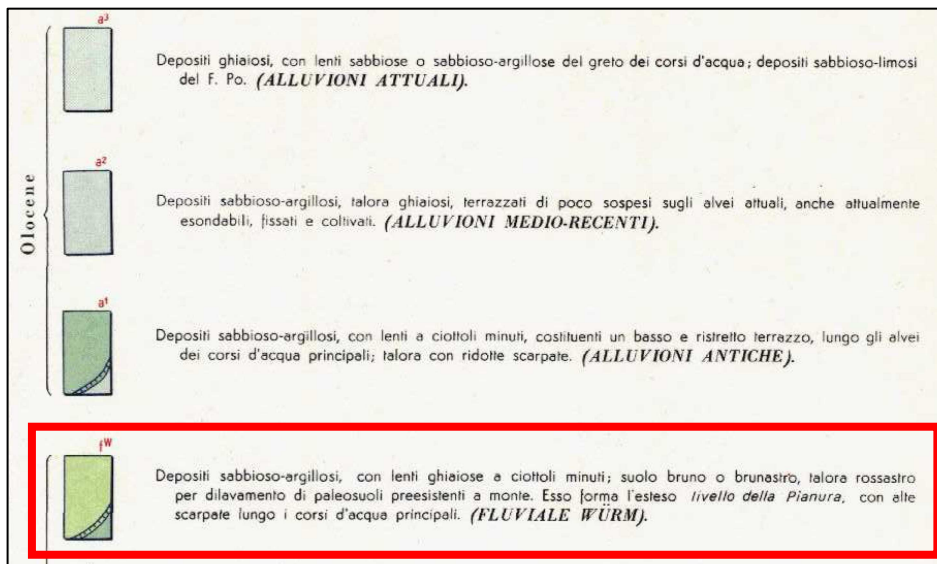 a³
Depositi ghiaiosi, con lenti sabbiose o sabbioso-argillose del greto dei corsi d'acqua; depositi sabbioso-limosi
del F. Po. (ALLUVIONI ATTUALI).
a²
Depositi sabbioso-argillosi, talora ghiaiosi, terrazzati di poco sospesi sugli alvei attuali, anche attualmente
esondabili, fissati e coltivati. (ALLUVIONI MEDIO-RECENTI).
Olocene
a¹
Depositi sabbioso-argillosi, con lenti a ciottoli minuti, costituenti un basso e ristretto terrazzo, lungo gli alvei
dei corsi d'acqua principali; talora con ridotte scarpate. (ALLUVIONI ANTICHE).
fᵂ
Depositi sabbioso-argillosi, con lenti ghiaiose a ciottoli minuti; suolo bruno o brunastro, talora rossastro
per dilavamento di paleosuoli preesistenti a monte. Esso forma l'esteso livello della Pianura, con alte
scarpate lungo i corsi d'acqua principali. (FLUVIALE WÜRM).